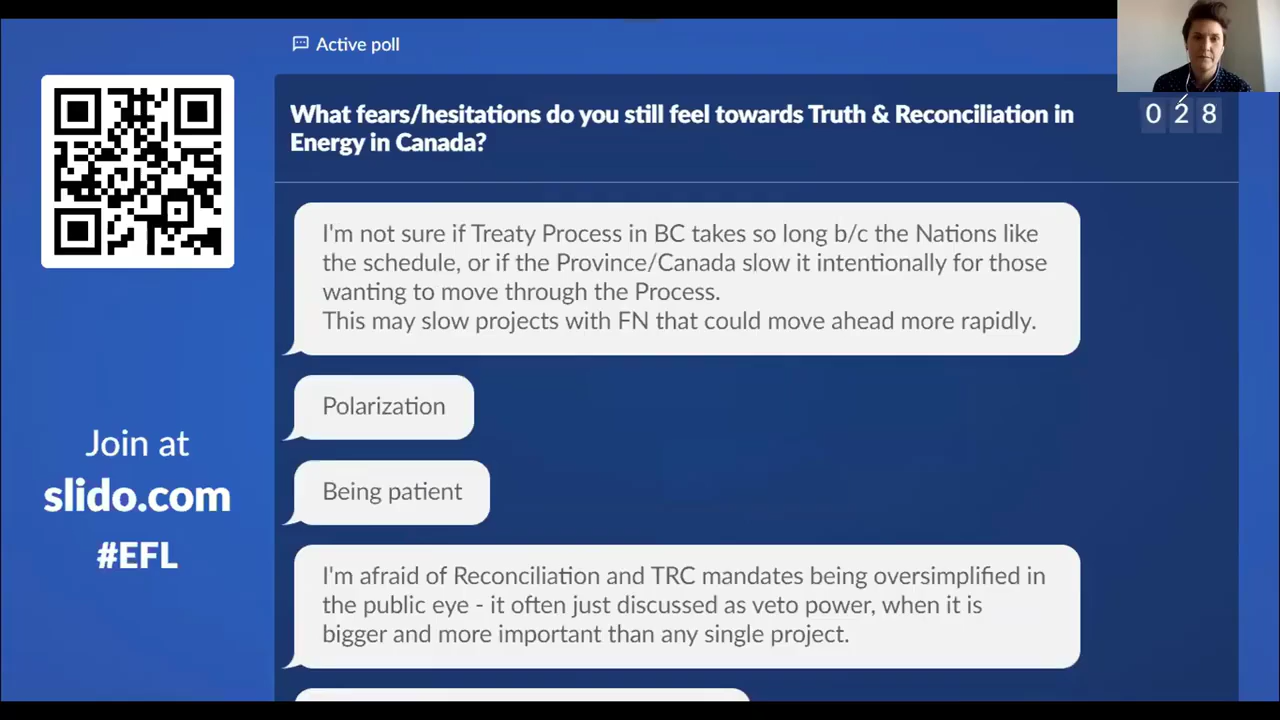 Active poll
What fears/hesitations do you still feel towards Truth & Reconciliation in
Energy in Canada?
028
I'm not sure if Treaty Process in BC takes so long b/c the Nations like
the schedule, or if the Province/Canada slow it intentionally for those
wanting to move through the Process.
This may slow projects with FN that could move ahead more rapidly.
Polarization
Being patient
I'm afraid of Reconciliation and TRC mandates being oversimplified in
the public eye - it often just discussed as veto power, when it is
bigger and more important than any single project.
Join at
slido.com
#EFL